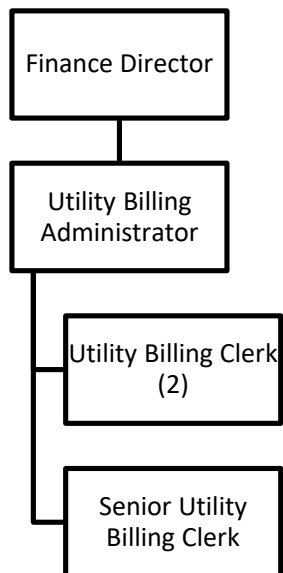 Finance Director
Utility Billing
Administrator
Utility Billing Clerk
(2)
Senior Utility
Billing Clerk